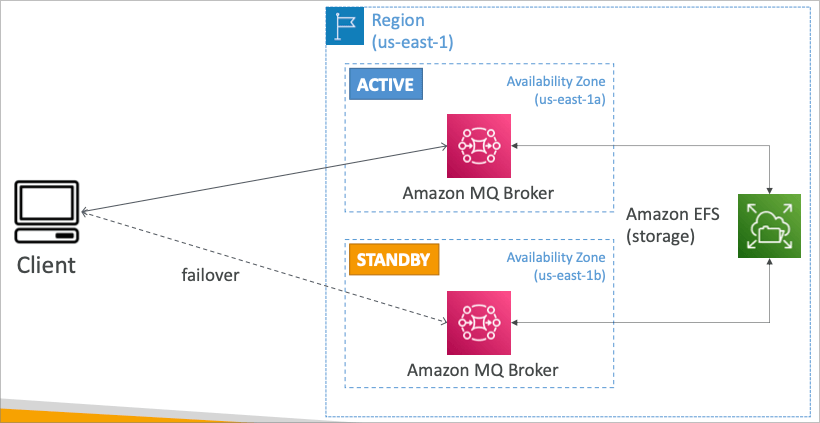 Region
(us-east-1)
ACTIVE
Availability Zone
(us-east-1a)
Amazon MQ Broker
Client
failover
Amazon EFS
(storage)
STANDBY
Availability Zone
(us-east-1b)
Amazon MQ Broker